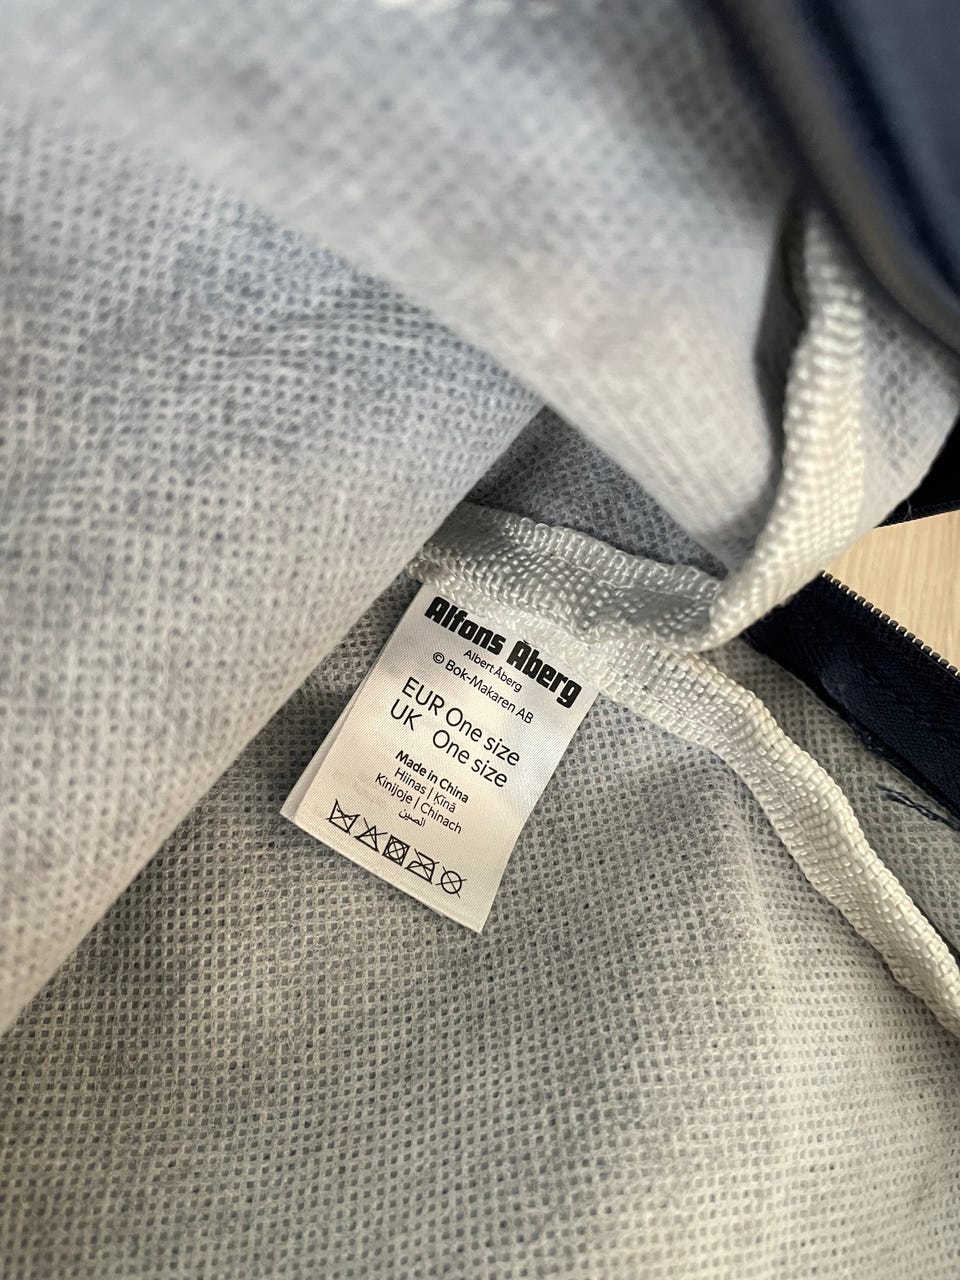 Alfons Åberg
Albert Åberg
© Bok-Makaren AB
EUR One size
UK One size
Made in China
Hiinas | Ķīnā
Kinijoje | Chinach
الصين